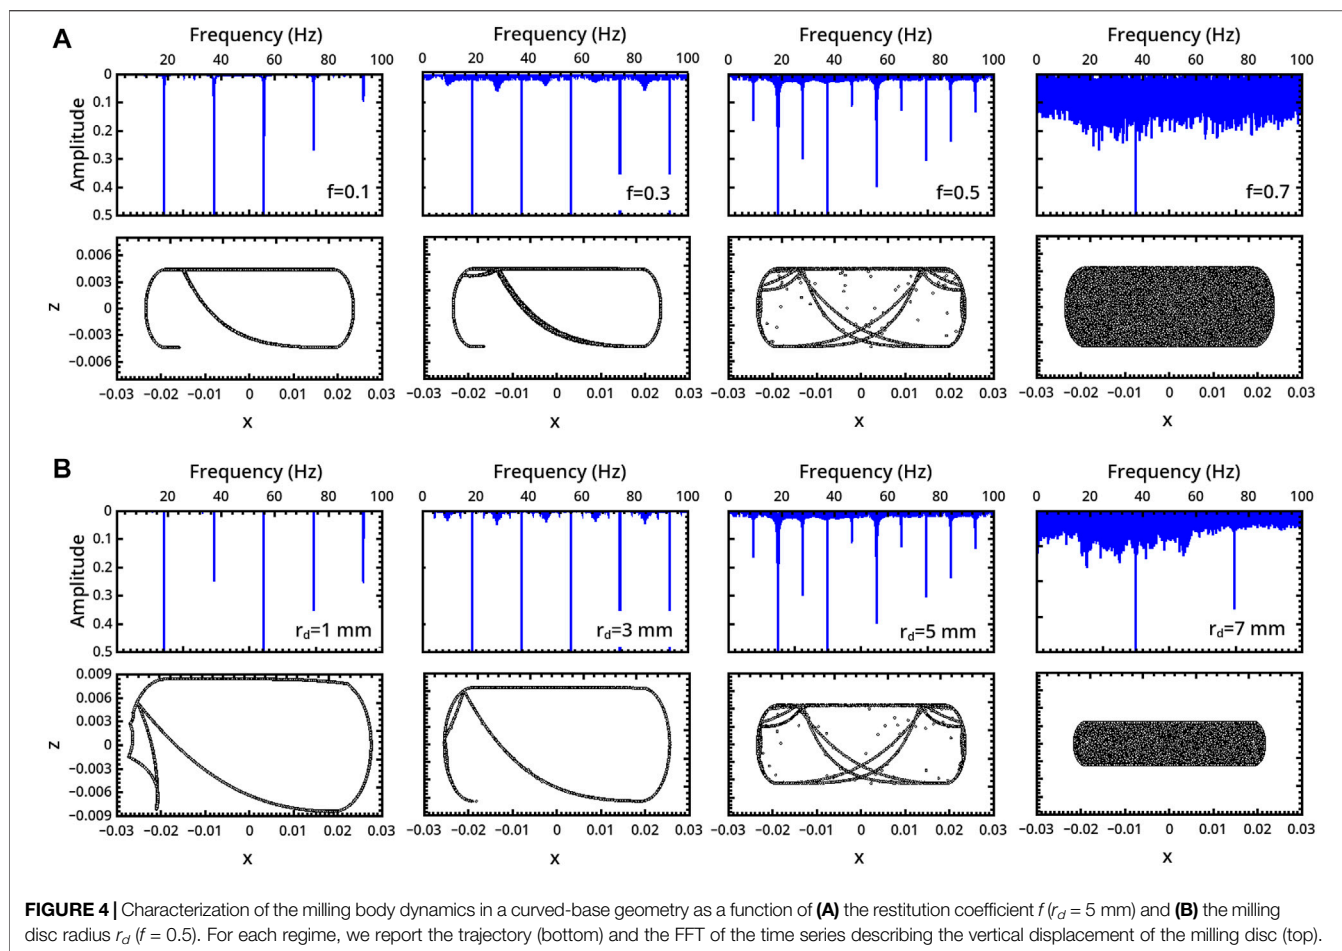 A
Frequency (Hz) Frequency (Hz) Frequency (Hz) Frequency (Hz)
20 40 60 80 100 0 20 40 60 80 100 0 20 40 60 80 100 0 20 40 60 80 100
Amplitude
0
0.1
0.2
0.3
0.4
0.5
f=0.1 f=0.3 f=0.5 f=0.7
z
0.006
0.003
0
−0.003
−0.006
−0.03 −0.02 −0.01 0 0.01 0.02 0.03 −0.03 −0.02 −0.01 0 0.01 0.02 0.03 −0.03 −0.02 −0.01 0 0.01 0.02 0.03 −0.03 −0.02 −0.01 0 0.01 0.02 0.03
x x x x
B
Frequency (Hz) Frequency (Hz) Frequency (Hz) Frequency (Hz)
20 40 60 80 100 0 20 40 60 80 100 0 20 40 60 80 100 0 20 40 60 80 100
Amplitude
0
0.1
0.2
0.3
0.4
0.5
rd=1 mm rd=3 mm rd=5 mm rd=7 mm
z
0.009
0.006
0.003
0
−0.003
−0.006
−0.009
−0.03 −0.02 −0.01 0 0.01 0.02 0.03 −0.03 −0.02 −0.01 0 0.01 0.02 0.03 −0.03 −0.02 −0.01 0 0.01 0.02 0.03 −0.03 −0.02 −0.01 0 0.01 0.02 0.03
x x x x
FIGURE 4 | Characterization of the milling body dynamics in a curved-base geometry as a function of (A) the restitution coefficient f (rd = 5 mm) and (B) the milling
disc radius rd (f = 0.5). For each regime, we report the trajectory (bottom) and the FFT of the time series describing the vertical displacement of the milling disc (top).